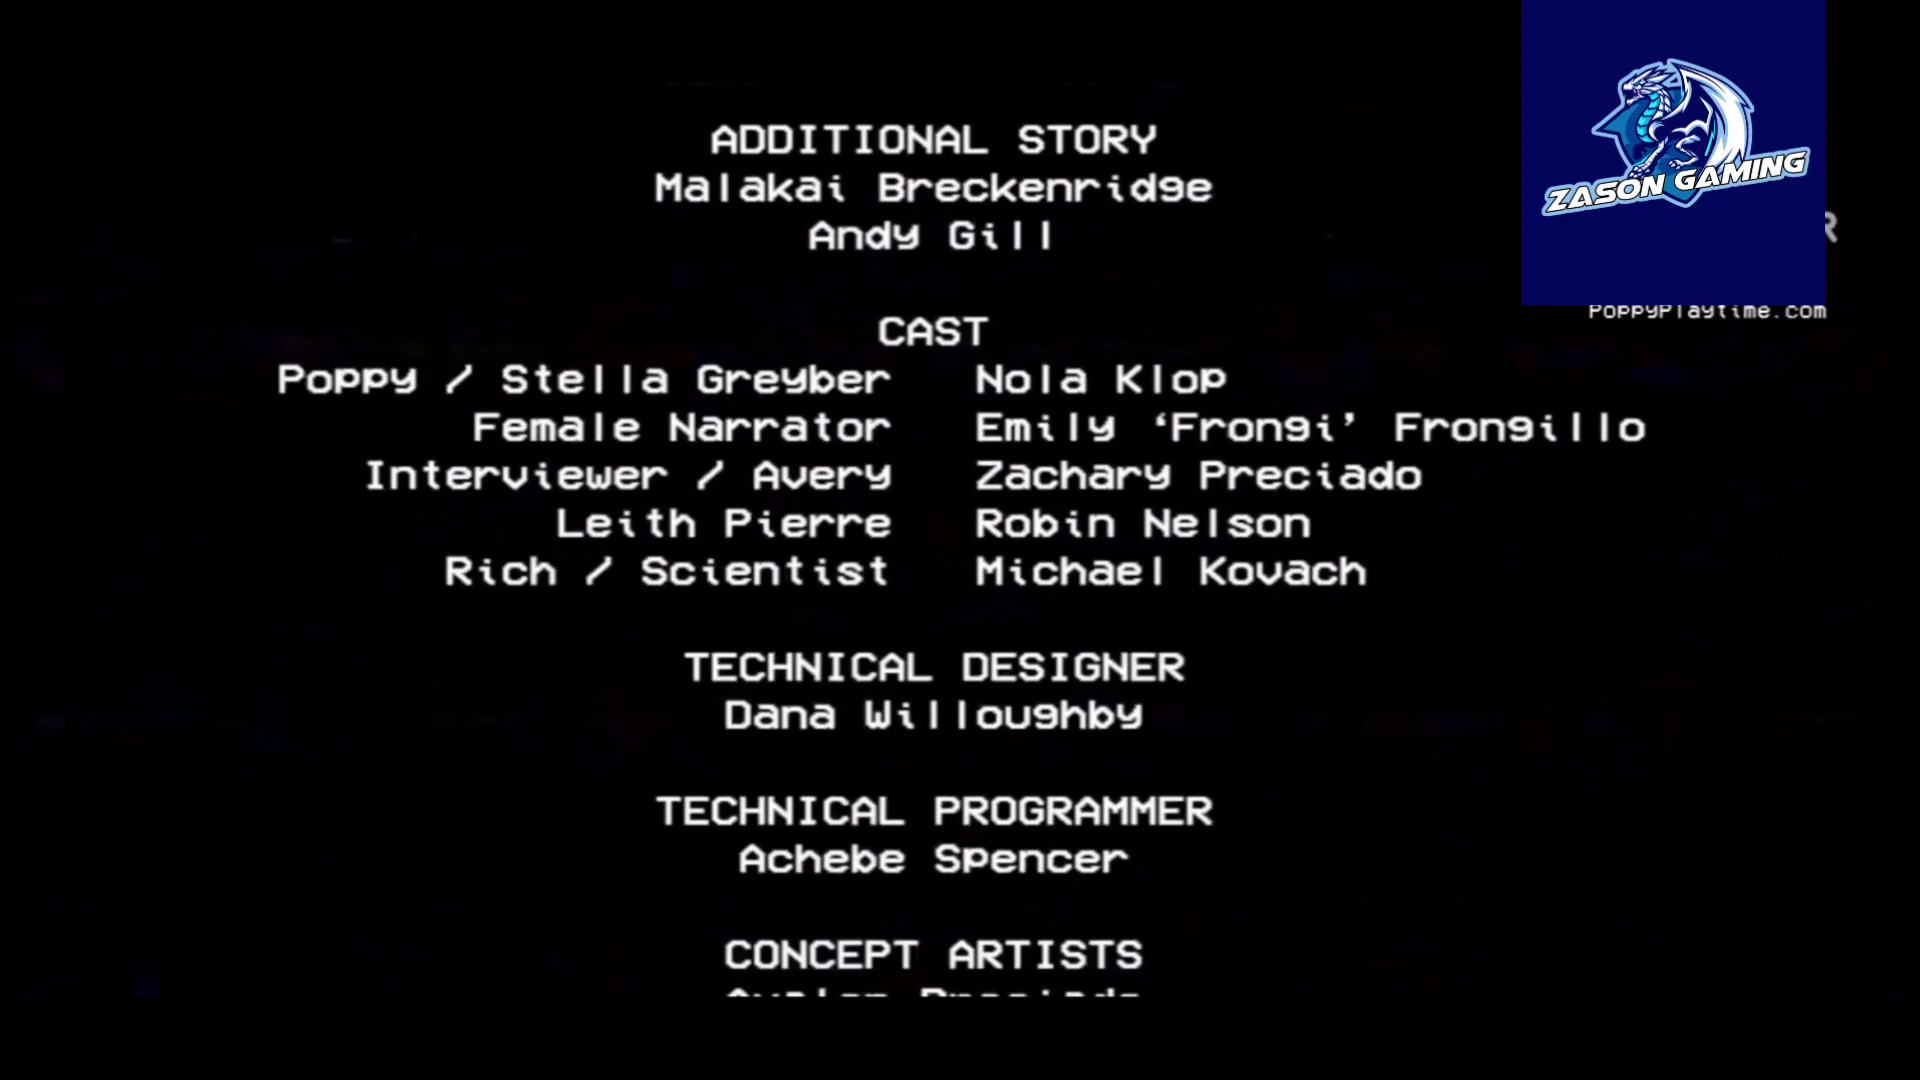 ADDITIONAL STORY
Malakai Breckenridge
Andy Gill
ZASON GAMING
PoppyPlaytime.com
CAST
Poppy / Stella Greyber Nola Klop
Female Narrator Emily ‘Frongi’ Frongillo
Interviewer / Avery Zachary Preciado
Leith Pierre Robin Nelson
Rich / Scientist Michael Kovach
TECHNICAL DESIGNER
Dana Willoughby
TECHNICAL PROGRAMMER
Achebe Spencer
CONCEPT ARTISTS